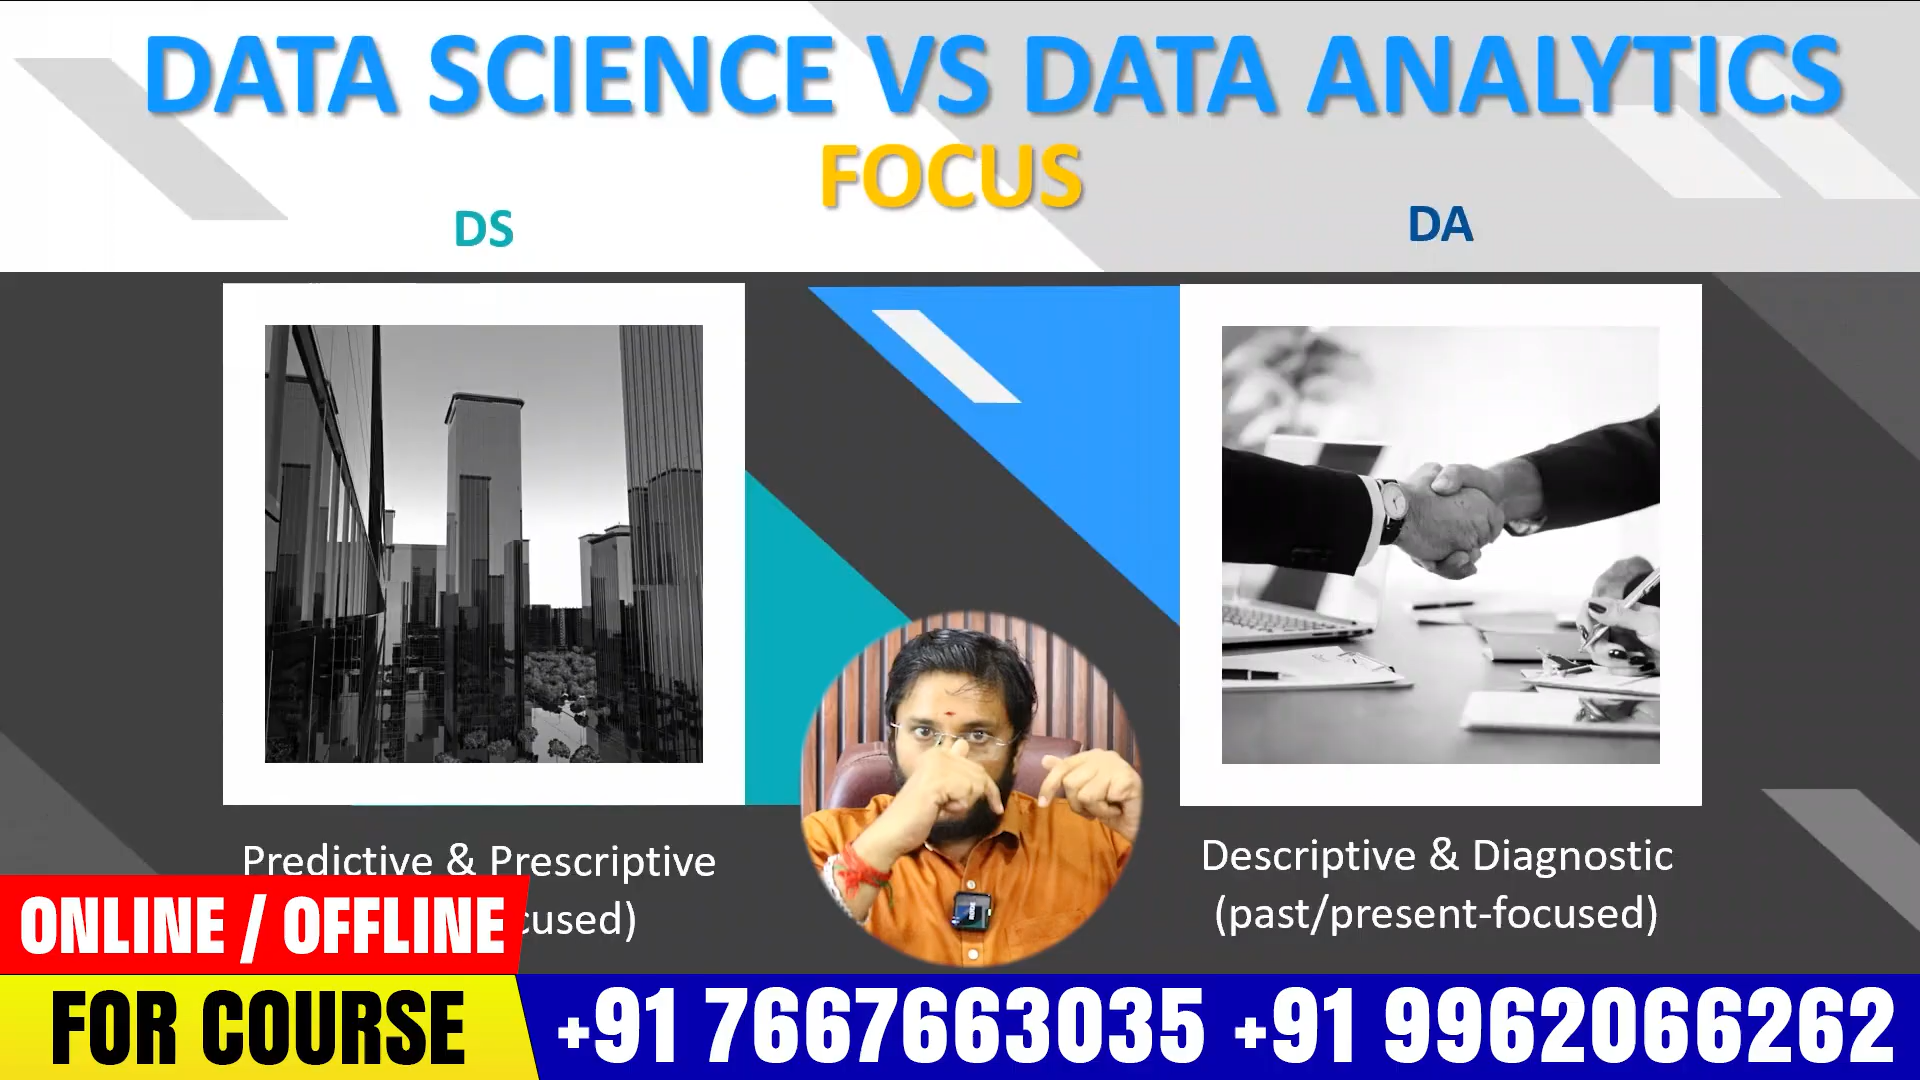 DATA SCIENCE VS DATA ANALYTICS
FOCUS
DS
DA
Predictive & Prescriptive
cused)
Descriptive & Diagnostic
(past/present-focused)
ONLINE / OFFLINE
FOR COURSE
+91 7667663035 +91 9962066262